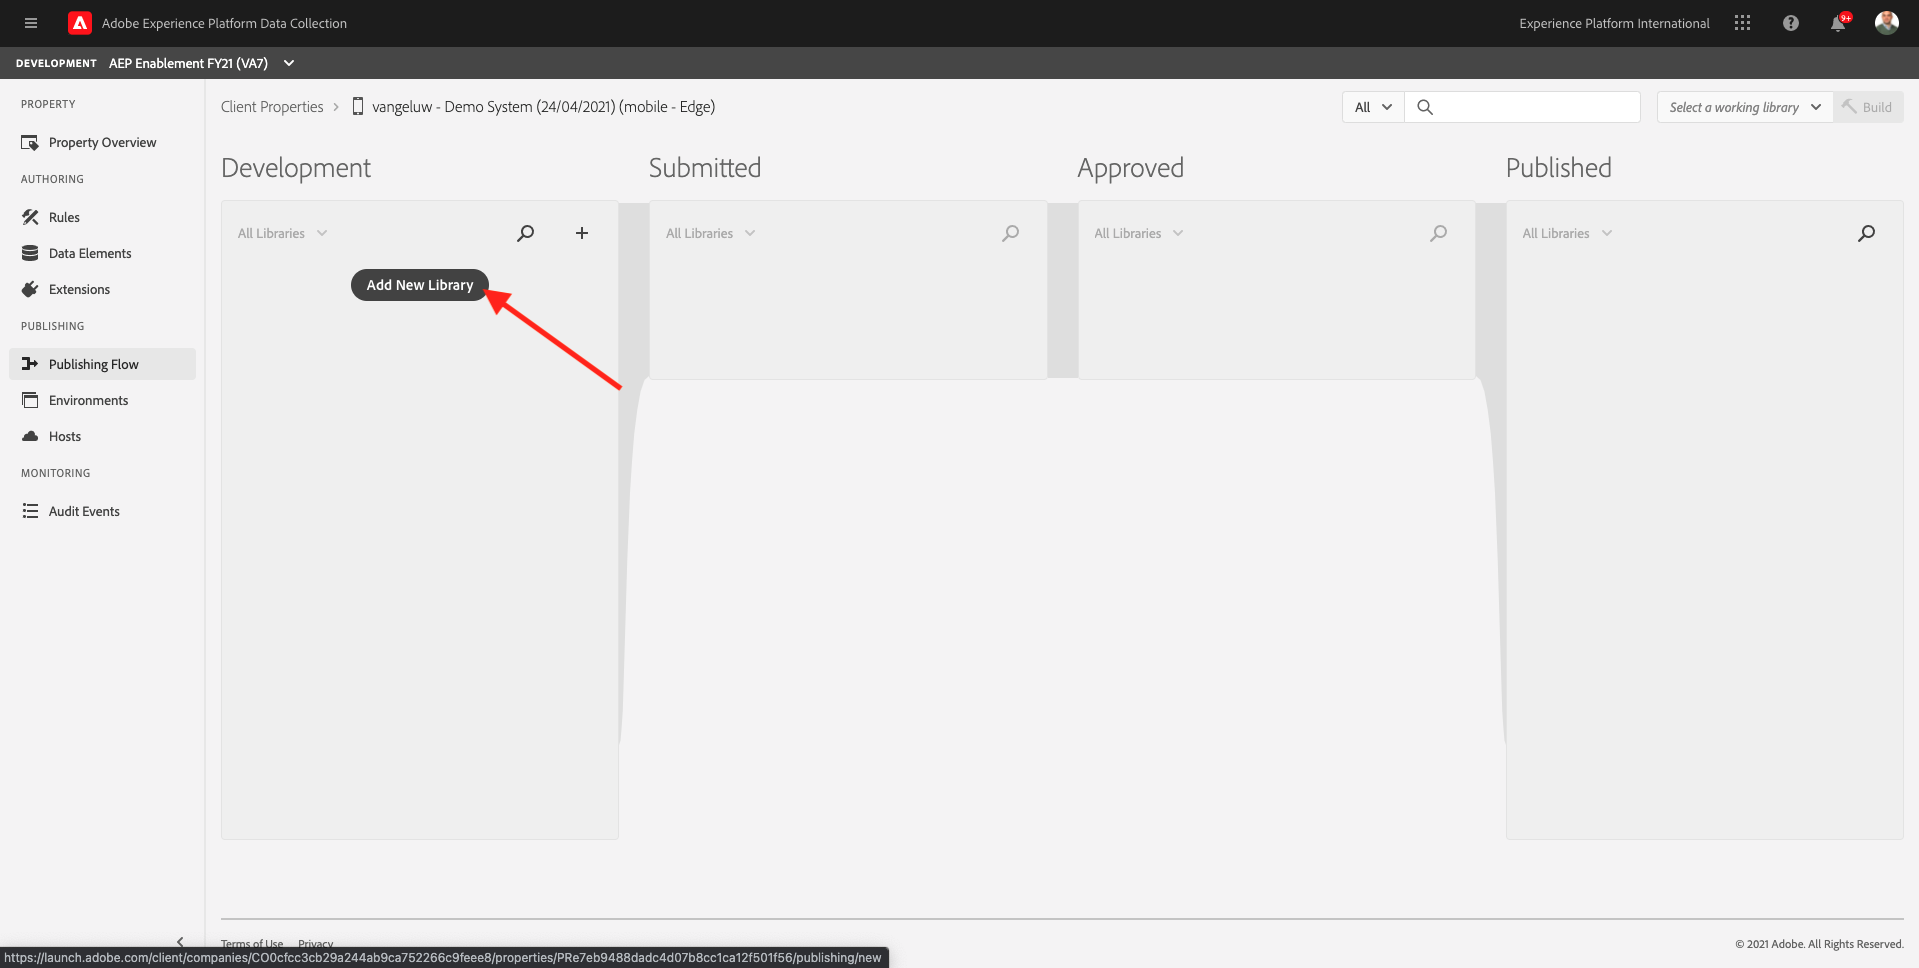 Adobe Experience Platform Data Collection
Experience Platform International
9+
DEVELOPMENT AEP Enablement FY21 (VA7)
PROPERTY
Property Overview
AUTHORING
Rules
Data Elements
Extensions
PUBLISHING
Publishing Flow
Environments
Hosts
MONITORING
Audit Events
Client Properties > vangeluw - Demo System (24/04/2021) (mobile - Edge)
All
Select a working library
Build
Development
Submitted
Approved
Published
All Libraries
All Libraries
All Libraries
All Libraries
Add New Library
Terms of Use Privacy
© 2021 Adobe. All Rights Reserved.
https://launch.adobe.com/client/companies/CO0cfcc3cb29a244ab9ca752266c9feee8/properties/PRe7eb9488dadc4d07b8cc1ca12f501f56/publishing/new